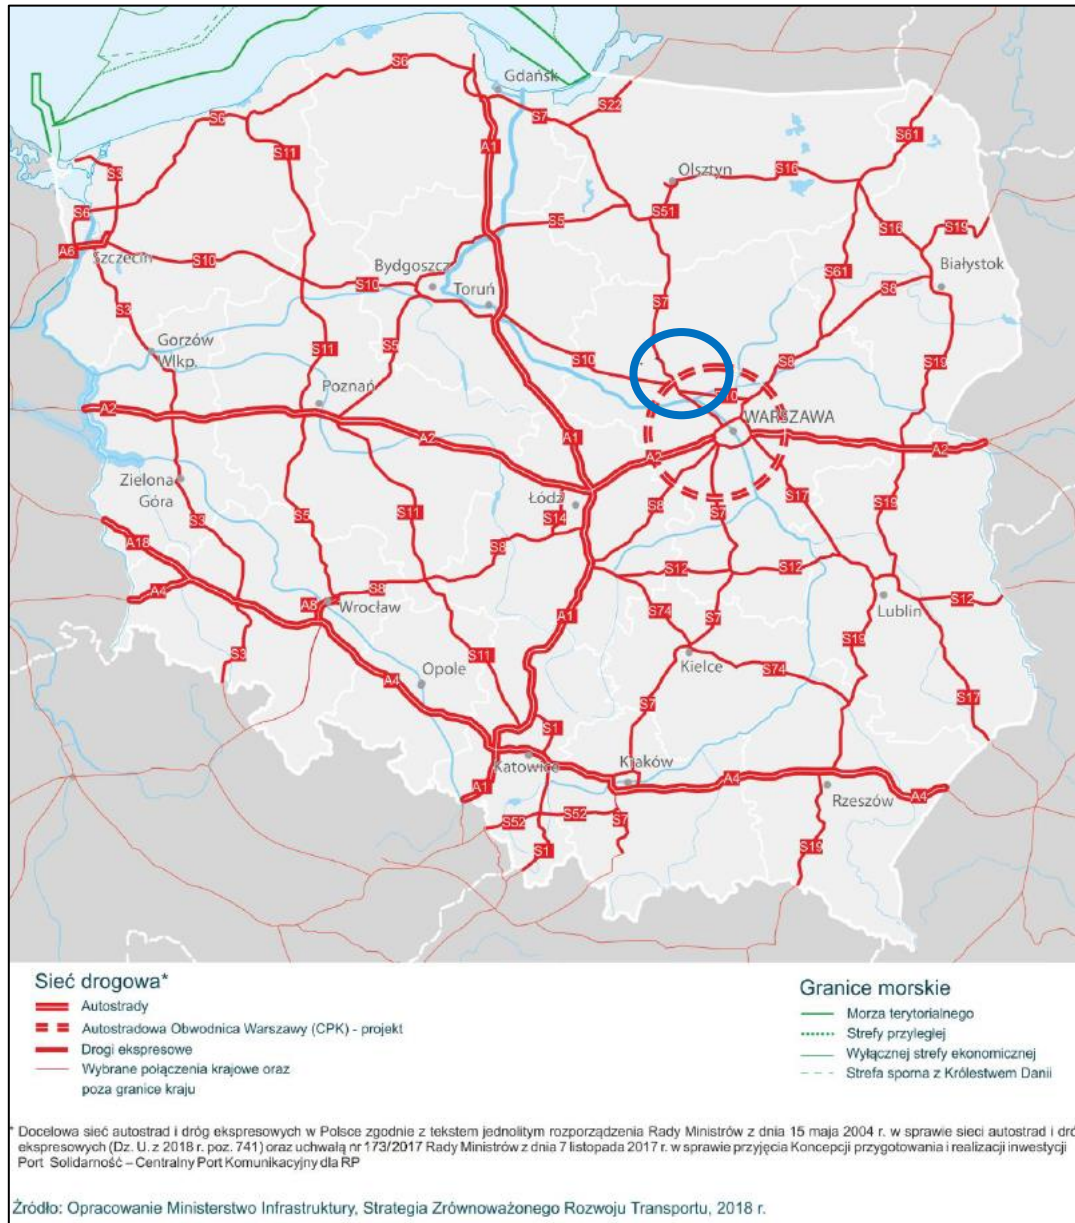 S6
Gdańsk
S7
S22
S6
S11
A1
S61
S3
Olsztyn
S16
S6
S51
S5
S16
S19
A6
Szczecin
S10
Bydgoszcz
S10
Toruń
S61
S8
Białystok
S3
S7
Gorzów
Wlkp.
S11
S5
S10
S8
S19
Poznań
S10
A2
WARSZAWA
A2
A1
A2
A2
Zielona
Góra
Łódź
S8
S17
S19
S3
S5
S11
S14
S7
A18
S8
S12
S12
A4
S8
A8
Wrocław
S74
S7
Lublin
S12
A1
S3
S11
S19
Opole
Kielce
S74
A4
S7
S17
S1
Katowice
Kraków
A1
A4
A4
Rzeszów
S52
S52
S7
S1
S19
Sieć drogowa*
Autostrady
Autostradowa Obwodnica Warszawy (CPK) - projekt
Drogi ekspresowe
Wybrane połączenia krajowe oraz
poza granice kraju
Granice morskie
Morza terytorialnego
Strefy przyległej
Wyłącznej strefy ekonomicznej
Strefa sporna z Królestwem Danii
* Docelowa sieć autostrad i dróg ekspresowych w Polsce zgodnie z tekstem jednolitym rozporządzenia Rady Ministrów z dnia 15 maja 2004 r. w sprawie sieci autostrad i dró
ekspresowych (Dz. U. z 2018 r. poz. 741) oraz uchwałą nr 173/2017 Rady Ministrów z dnia 7 listopada 2017 r. w sprawie przyjęcia Koncepcji przygotowania i realizacji inwestycji
Port Solidarność – Centralny Port Komunikacyjny dla RP
Źródło: Opracowanie Ministerstwo Infrastruktury, Strategia Zrównoważonego Rozwoju Transportu, 2018 r.